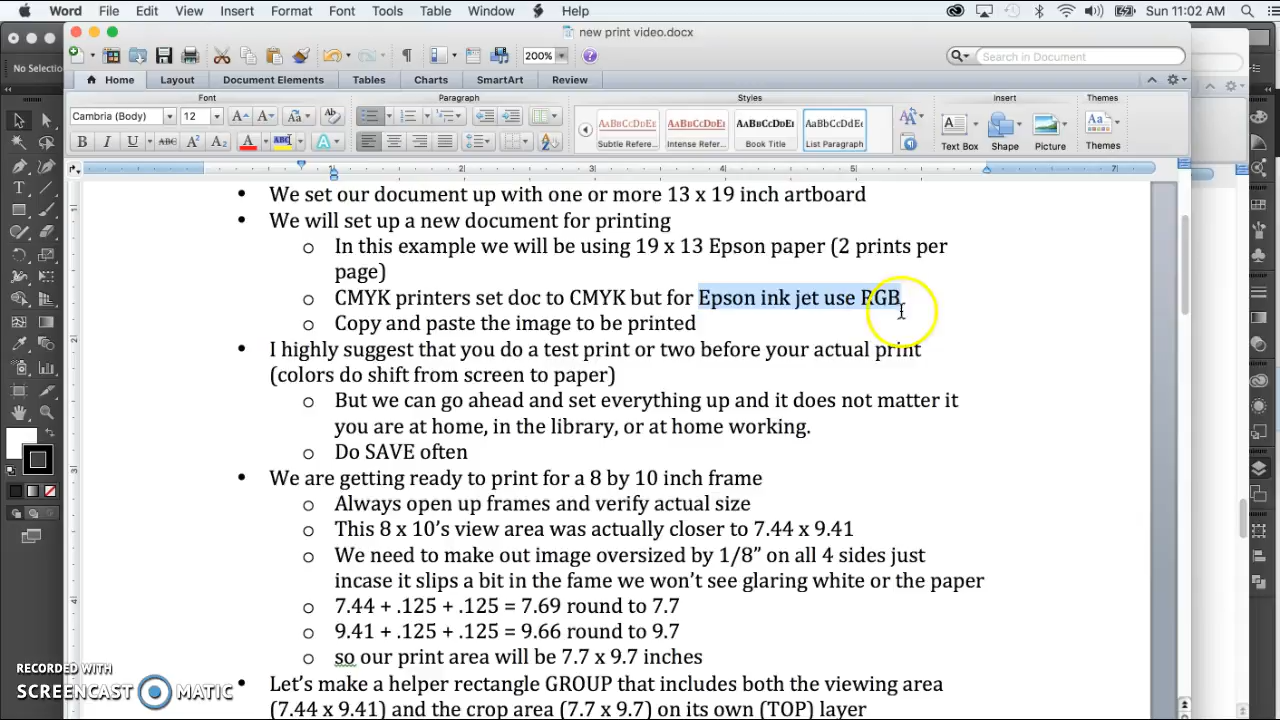 Word File Edit View Insert Format Font Tools Table Window Help Sun 11:02 AM
new print video.docx
No Selectio
200% Search in Document
Home Layout Document Elements Tables Charts SmartArt Review
Font Paragraph Styles Insert Themes
Cambria (Body) 12
AaBbCcDdEe AaBbCcDdEe AaBbCcDdEe AaBbCcDdEe
Subtle Refere... Intense Refer... Book Title List Paragraph Text Box Shape Picture Themes
1 2 3 4 5 7
• We set our document up with one or more 13 x 19 inch artboard
• We will set up a new document for printing
o In this example we will be using 19 x 13 Epson paper (2 prints per
page)
o CMYK printers set doc to CMYK but for Epson ink jet use RGB
o Copy and paste the image to be printed
• I highly suggest that you do a test print or two before your actual print
(colors do shift from screen to paper)
o But we can go ahead and set everything up and it does not matter it
you are at home, in the library, or at home working.
o Do SAVE often
• We are getting ready to print for a 8 by 10 inch frame
o Always open up frames and verify actual size
o This 8 x 10's view area was actually closer to 7.44 x 9.41
o We need to make out image oversized by 1/8” on all 4 sides just
incase it slips a bit in the fame we won’t see glaring white or the paper
o 7.44 + .125 + .125 = 7.69 round to 7.7
o 9.41 + .125 + .125 = 9.66 round to 9.7
o so our print area will be 7.7 x 9.7 inches
• Let’s make a helper rectangle GROUP that includes both the viewing area
(7.44 x 9.41) and the crop area (7.7 x 9.7) on its own (TOP) layer
RECORDED WITH
SCREENCAST MATIC